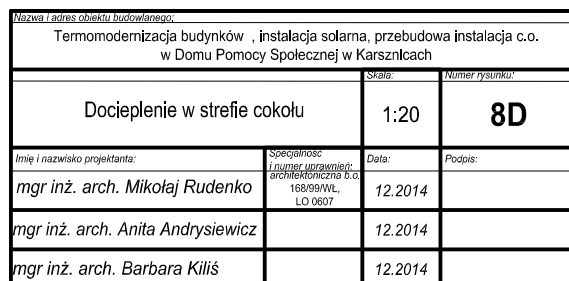 Nazwa i adres obiektu budowlanego;
Termomodernizacja budynków , instalacja solarna, przebudowa instalacja c.o.
w Domu Pomocy Społecznej w Karsznicach
Skala:
Numer rysunku:
Docieplenie w strefie cokołu
1:20
8D
Imię i nazwisko projektanta:
Specjalność
i numer uprawnień:
Data:
Podpis:
mgr inż. arch. Mikołaj Rudenko
architektoniczna b.o.
168/99/WŁ,
LO 0607
12.2014
mgr inż. arch. Anita Andrysiewicz
12.2014
mgr inż. arch. Barbara Kiliś
12.2014